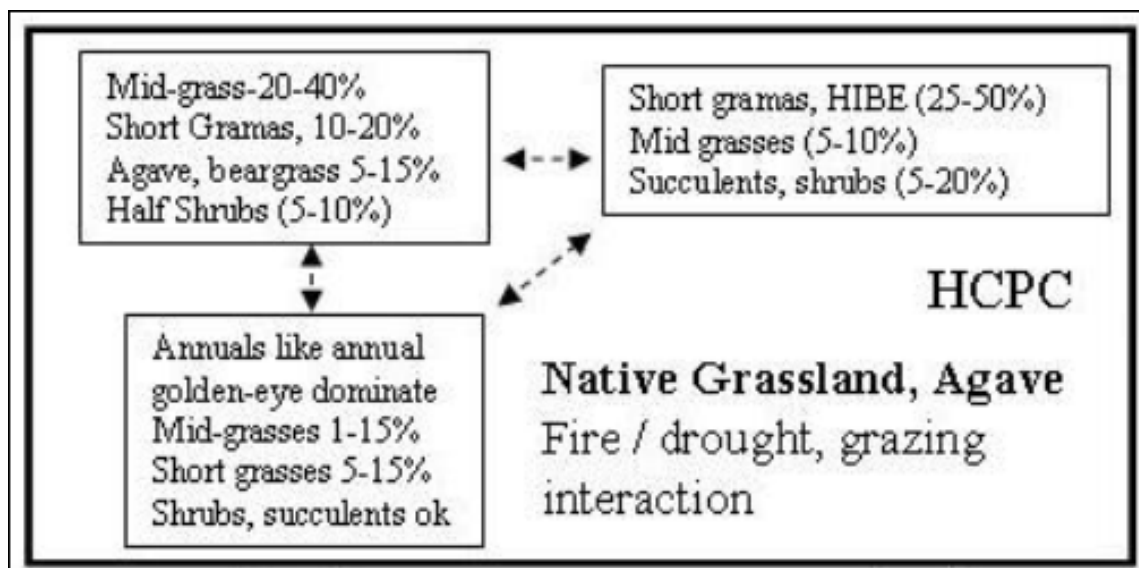 Mid-grass-20-40%
Short Gramas, 10-20%
Agave, beargrass 5-15%
Half Shrubs (5-10%)
Short gramas, HIBE (25-50%)
Mid grasses (5-10%)
Succulents, shrubs (5-20%)
Annuals like annual
golden-eye dominate
Mid-grasses 1-15%
Short grasses 5-15%
Shrubs, succulents ok
HCPC
Native Grassland, Agave
Fire / drought, grazing
interaction